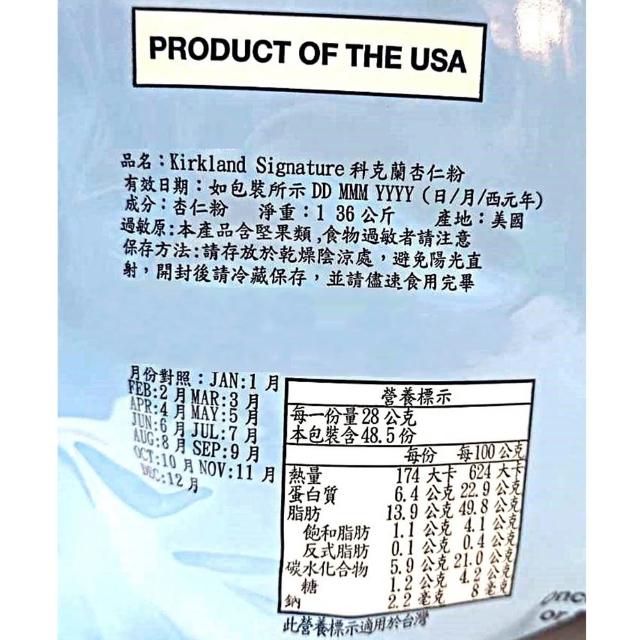 PRODUCT OF THE USA
品名：Kirkland Signature 科克蘭杏仁粉
有效日期：如包裝所示 DD MMM YYYY (日/月/西元年)
成分：杏仁粉 淨重：1 36 公斤 產地：美國
過敏原:本產品含堅果類,食物過敏者請注意
保存方法:請存放於乾燥陰涼處，避免陽光直
射，開封後請冷藏保存，並請儘速食用完畢
月份對照：JAN:1 月
FEB:2 月 MAR:3 月
APR:4 月 MAY:5 月
JUN:6 月 JUL:7 月
AUG:8 月 SEP:9 月
OCT:10 月 NOV:11 月
DEC:12 月
營養標示
每一份量 28 公克
本包裝含 48.5 份
每份 每100 公克
熱量 174 大卡 624 大卡
蛋白質 6.4 公克 22.9 公克
脂肪 13.9 公克 49.8 公克
飽和脂肪 1.1 公克 4.1 公克
反式脂肪 0.1 公克 0.4 公克
碳水化合物 5.9 公克 21.0 公克
糖 1.2 公克 4.2 公克
鈉 2.2 毫克 8 毫克
此營養標示適用於台灣